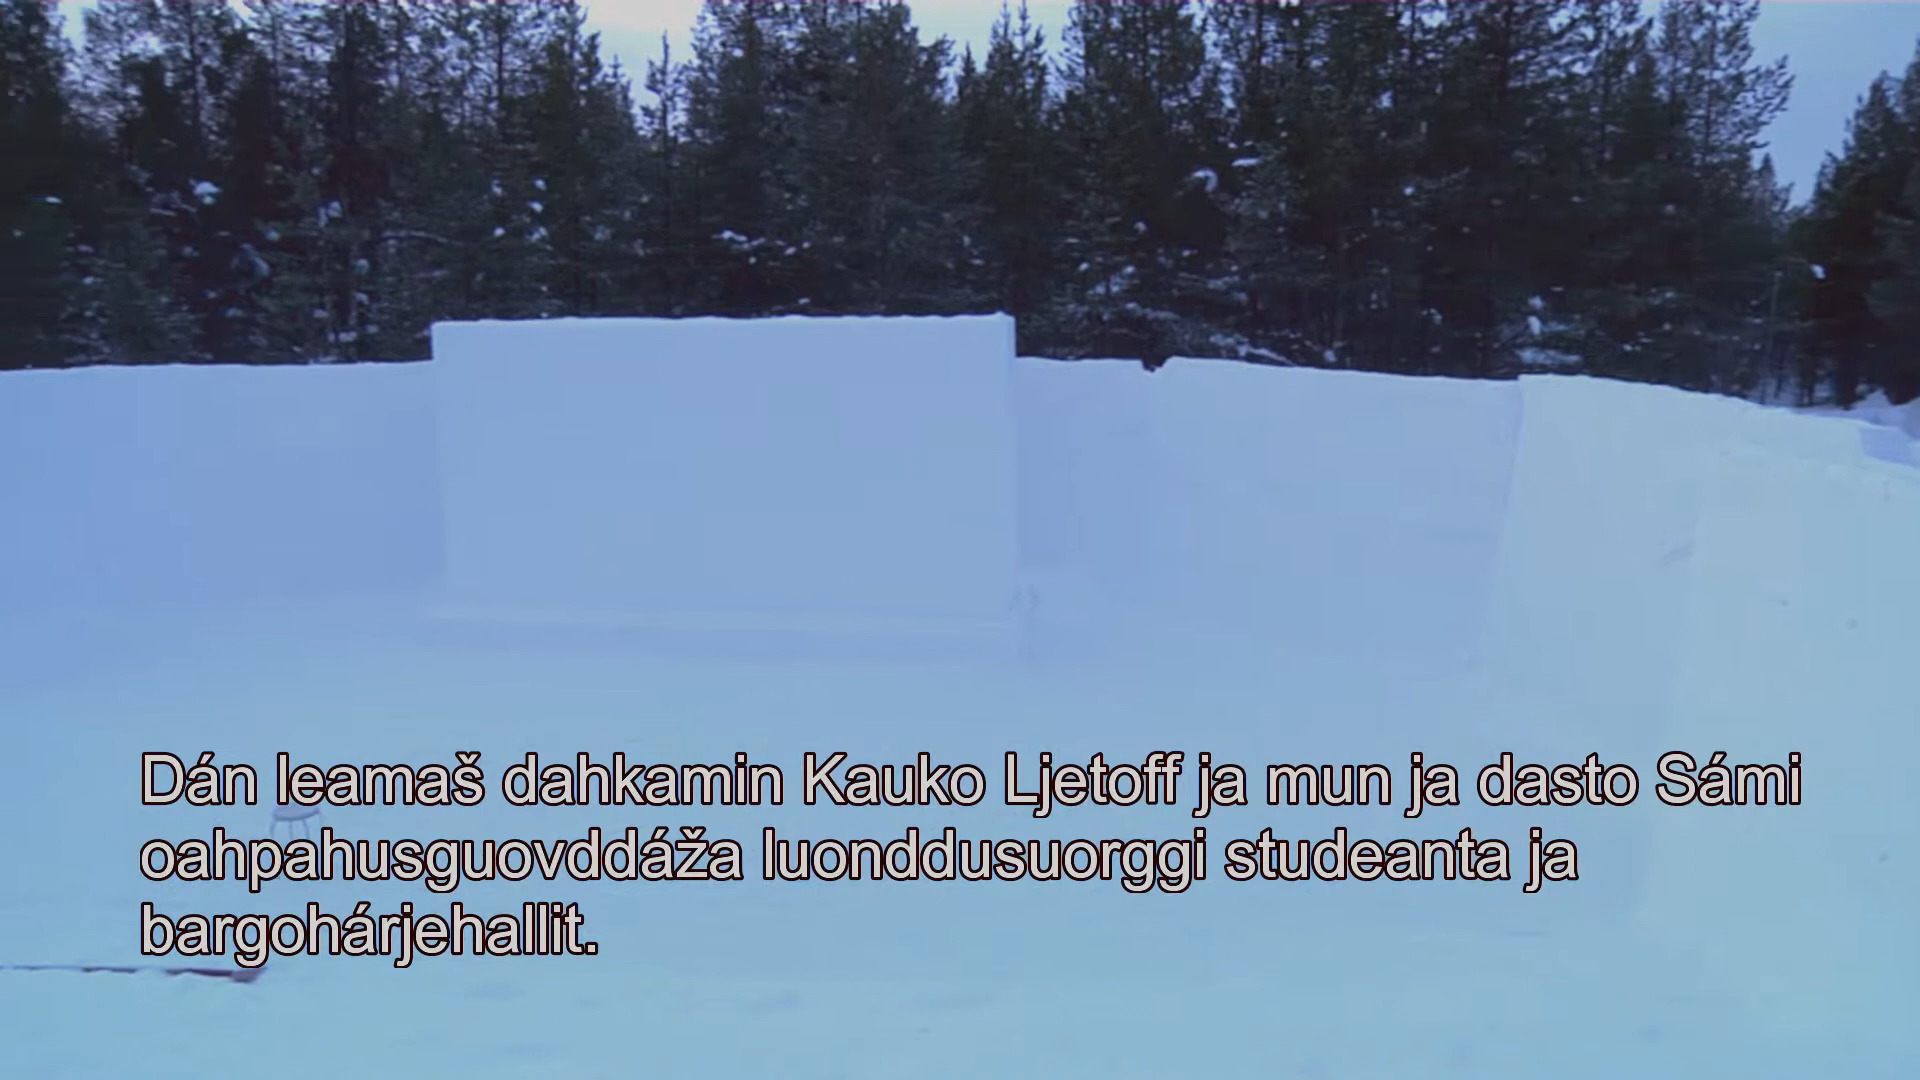 Dán leamaš dahkamin Kauko Ljetoff ja mun ja dasto Sámi
oahpahusguovddáža luonddusuorggi studeanta ja
bargohárjehallit.